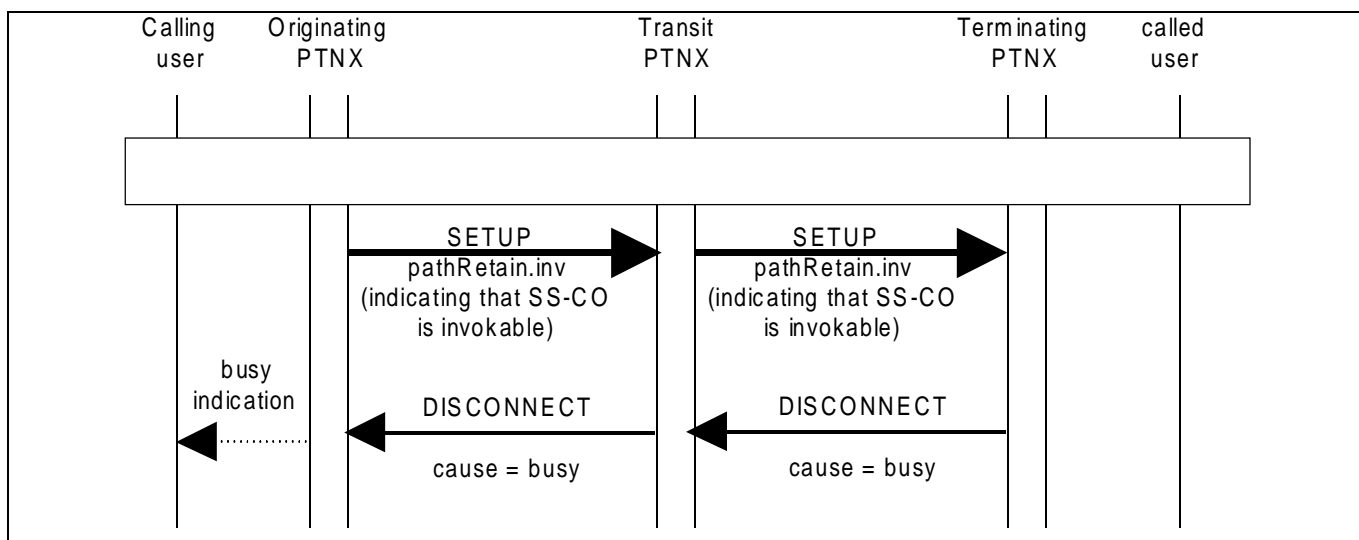 Calling user
Originating PTNX
Transit PTNX
Terminating PTNX
called user
SETUP
pathRetain.inv
(indicating that SS-CO
is invokable)
SETUP
pathRetain.inv
(indicating that SS-CO
is invokable)
busy
indication
DISCONNECT
cause = busy
DISCONNECT
cause = busy